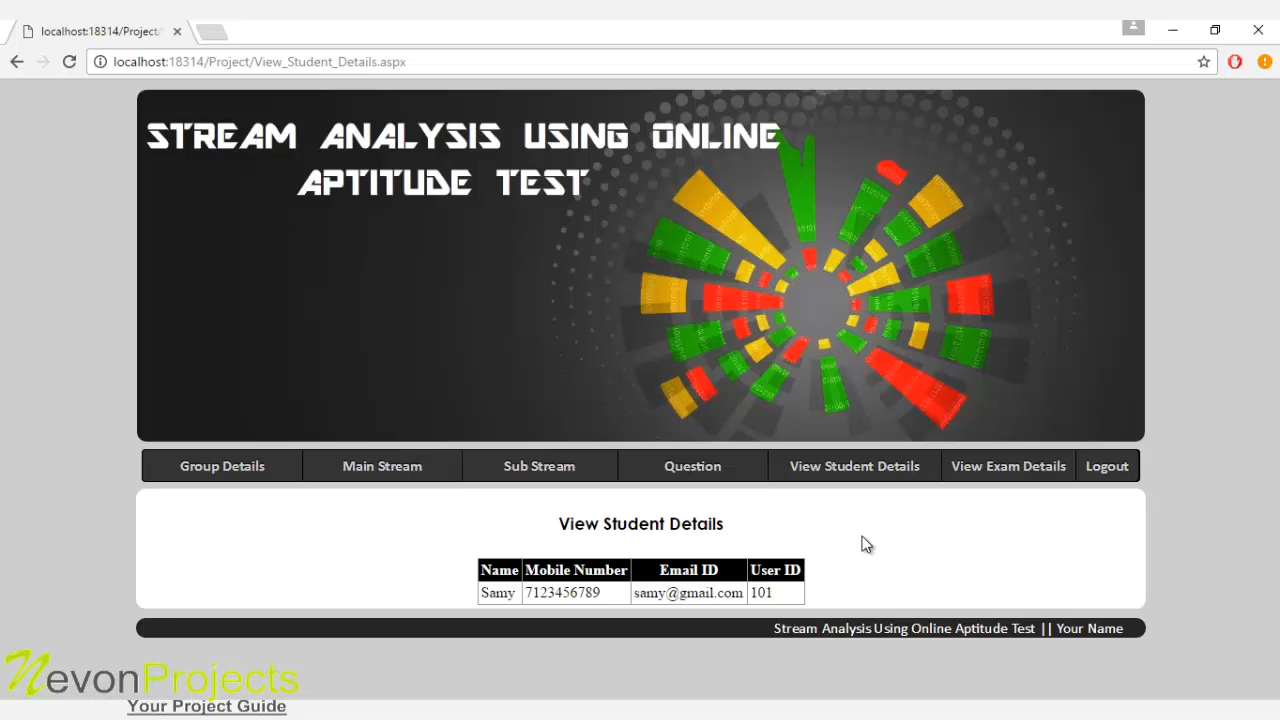 localhost:18314/Project/
localhost:18314/Project/View_Student_Details.aspx
STREAM ANALYSIS USING ONLINE
APTITUDE TEST
Group Details Main Stream Sub Stream Question View Student Details View Exam Details Logout
View Student Details
Name Mobile Number Email ID User ID
Samy 7123456789 samy@gmail.com 101
Stream Analysis Using Online Aptitude Test || Your Name
NevonProjects
Your Project Guide